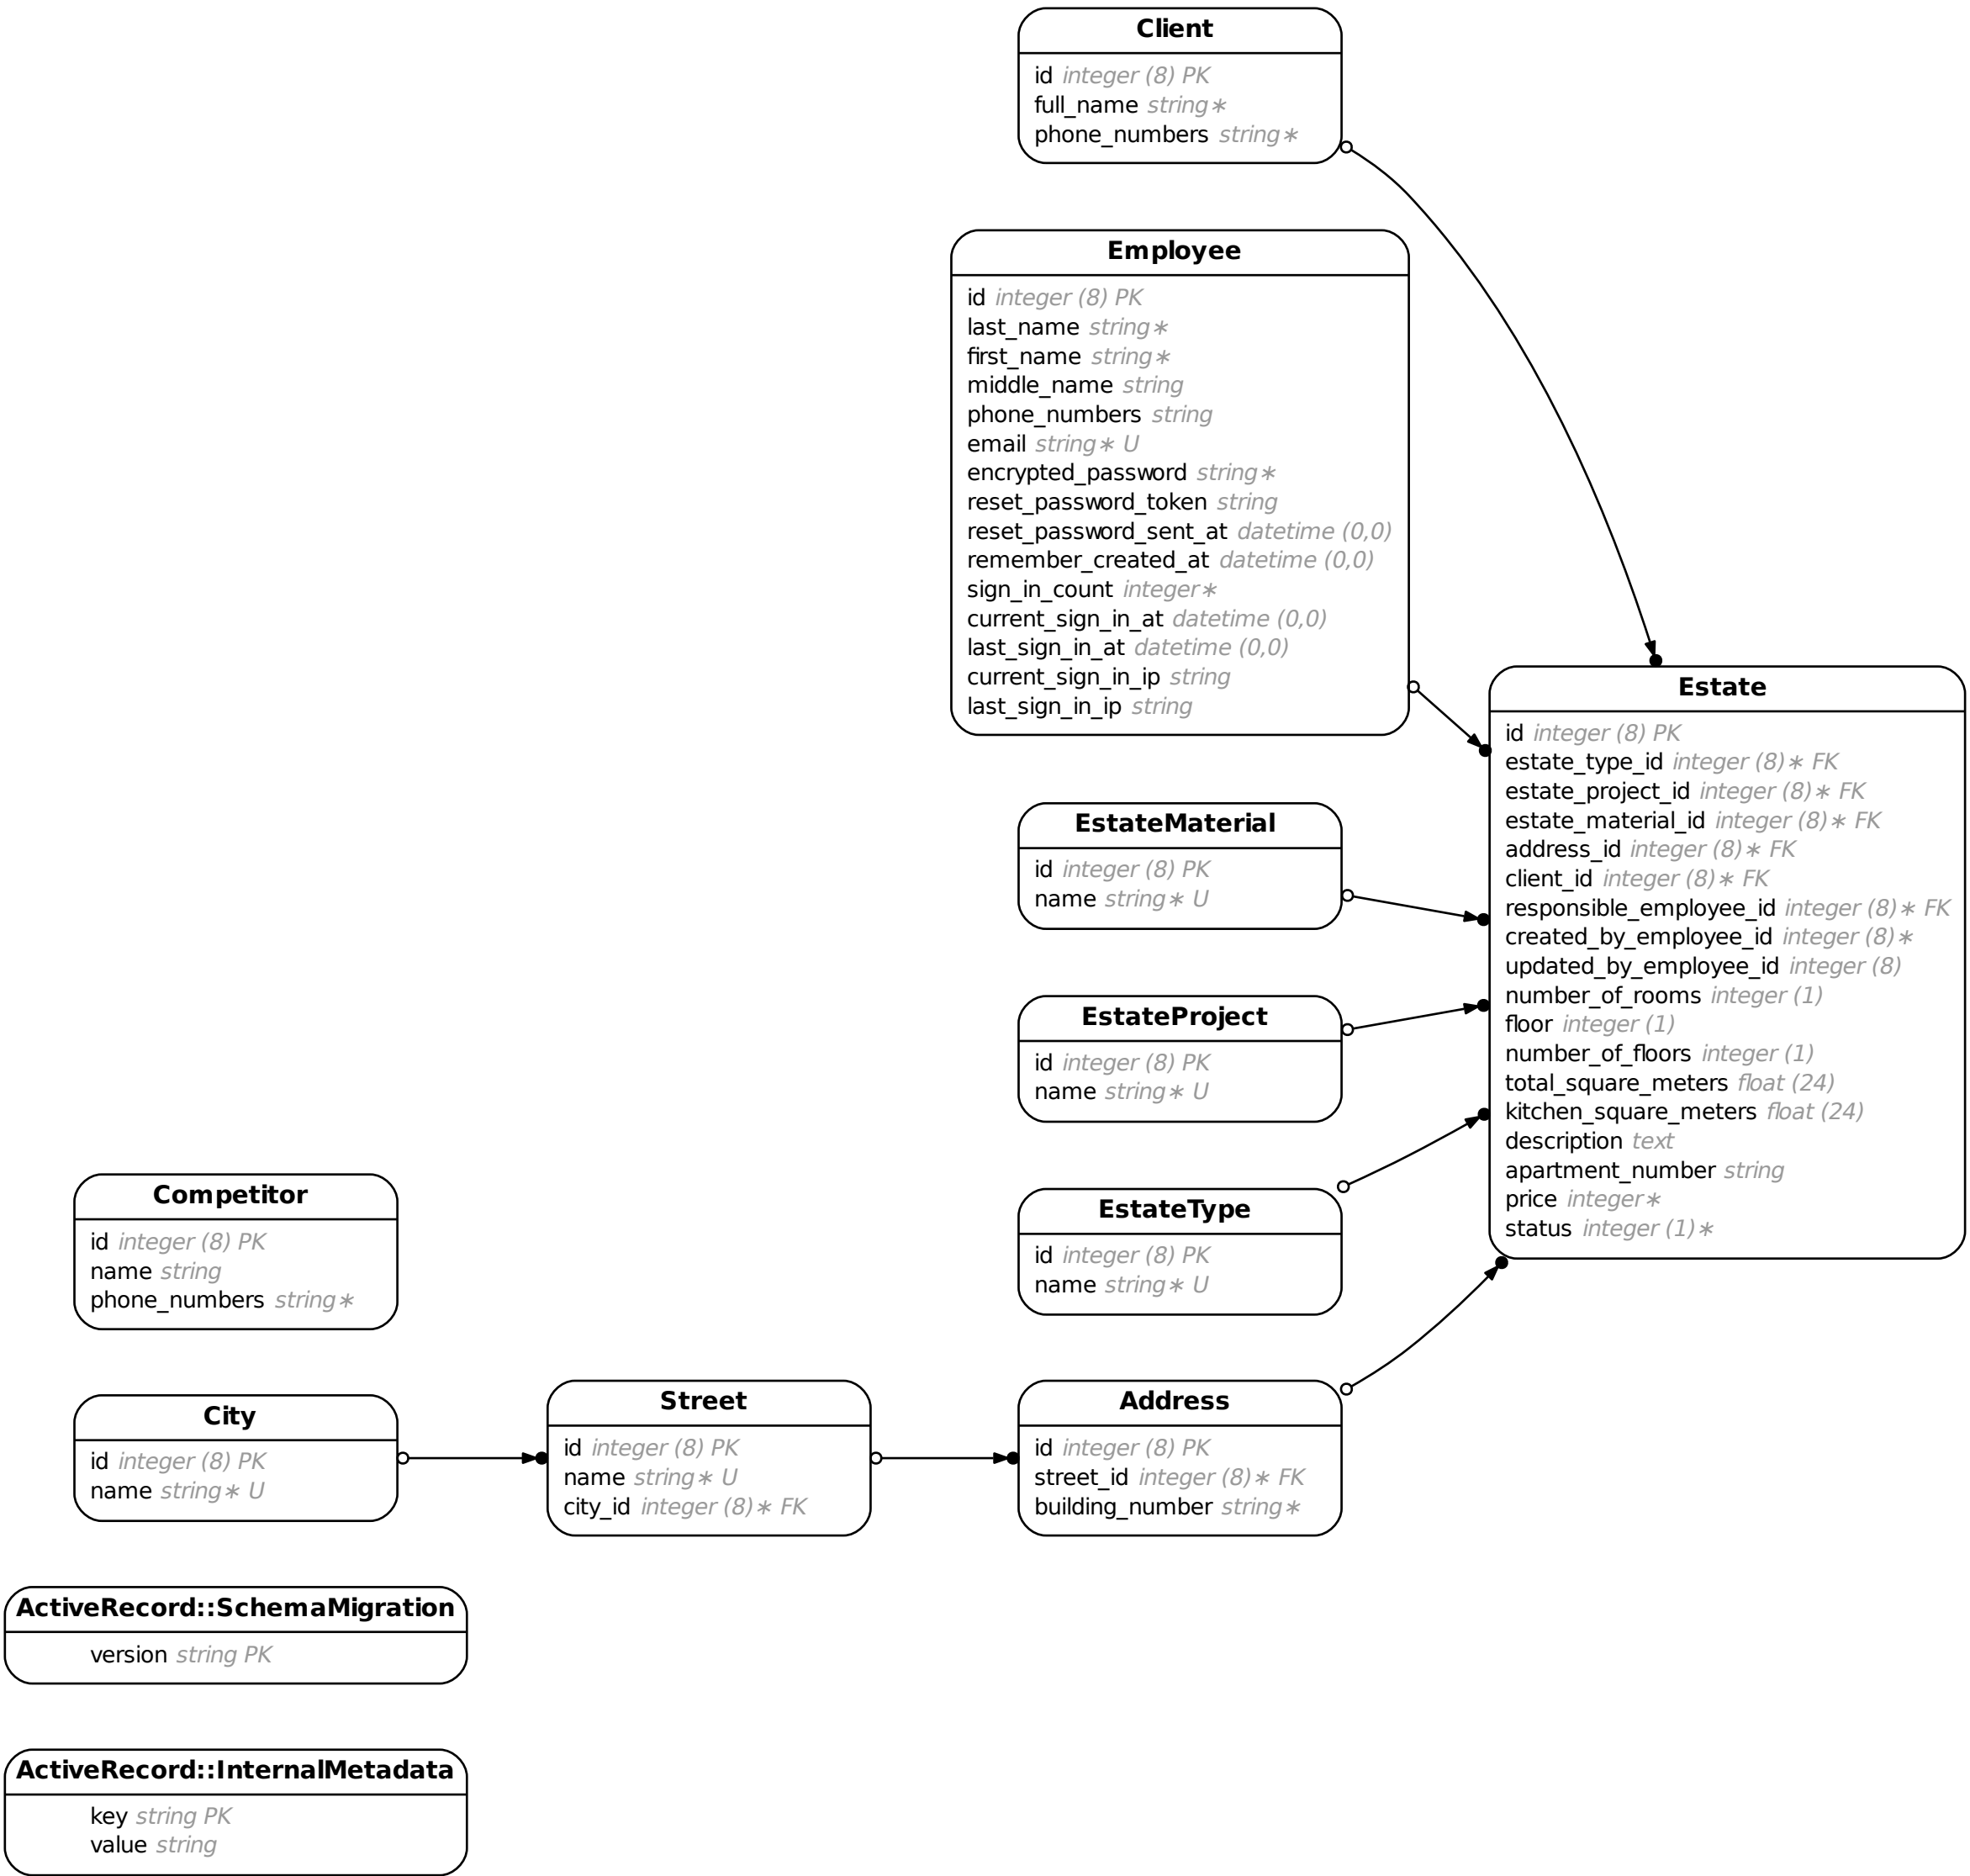 Client
id integer (8) PK
full_name string∗
phone_numbers string∗
Employee
id integer (8) PK
last_name string∗
first_name string∗
middle_name string
phone_numbers string
email string∗ U
encrypted_password string∗
reset_password_token string
reset_password_sent_at datetime (0,0)
remember_created_at datetime (0,0)
sign_in_count integer∗
current_sign_in_at datetime (0,0)
last_sign_in_at datetime (0,0)
current_sign_in_ip string
last_sign_in_ip string
Estate
id integer (8) PK
estate_type_id integer (8)∗ FK
estate_project_id integer (8)∗ FK
estate_material_id integer (8)∗ FK
address_id integer (8)∗ FK
client_id integer (8)∗ FK
responsible_employee_id integer (8)∗ FK
created_by_employee_id integer (8)∗
updated_by_employee_id integer (8)
number_of_rooms integer (1)
floor integer (1)
number_of_floors integer (1)
total_square_meters float (24)
kitchen_square_meters float (24)
description text
apartment_number string
price integer∗
status integer (1)∗
EstateMaterial
id integer (8) PK
name string∗ U
EstateProject
id integer (8) PK
name string∗ U
EstateType
id integer (8) PK
name string∗ U
Competitor
id integer (8) PK
name string
phone_numbers string∗
City
id integer (8) PK
name string∗ U
Street
id integer (8) PK
name string∗ U
city_id integer (8)∗ FK
Address
id integer (8) PK
street_id integer (8)∗ FK
building_number string∗
ActiveRecord::SchemaMigration
version string PK
ActiveRecord::InternalMetadata
key string PK
value string